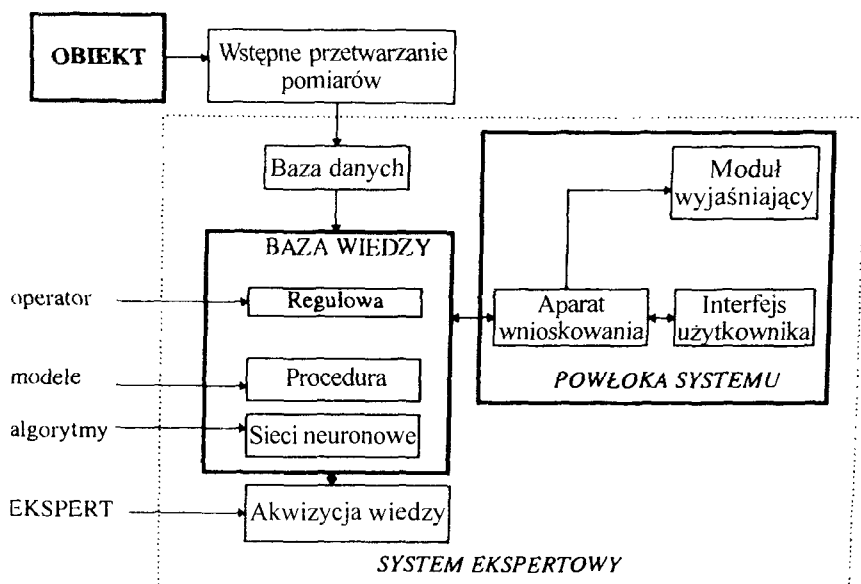 OBIEKT
Wstępne przetwarzanie
pomiarów
Baza danych
Moduł
wyjaśniający
BAZA WIEDZY
operator
Regułowa
Aparat
wnioskowania
Interfejs
użytkownika
modele
Procedura
POWŁOKA SYSTEMU
algorytmy
Sieci neuronowe
EKSPERT
Akwizycja wiedzy
SYSTEM EKSPERTOWY